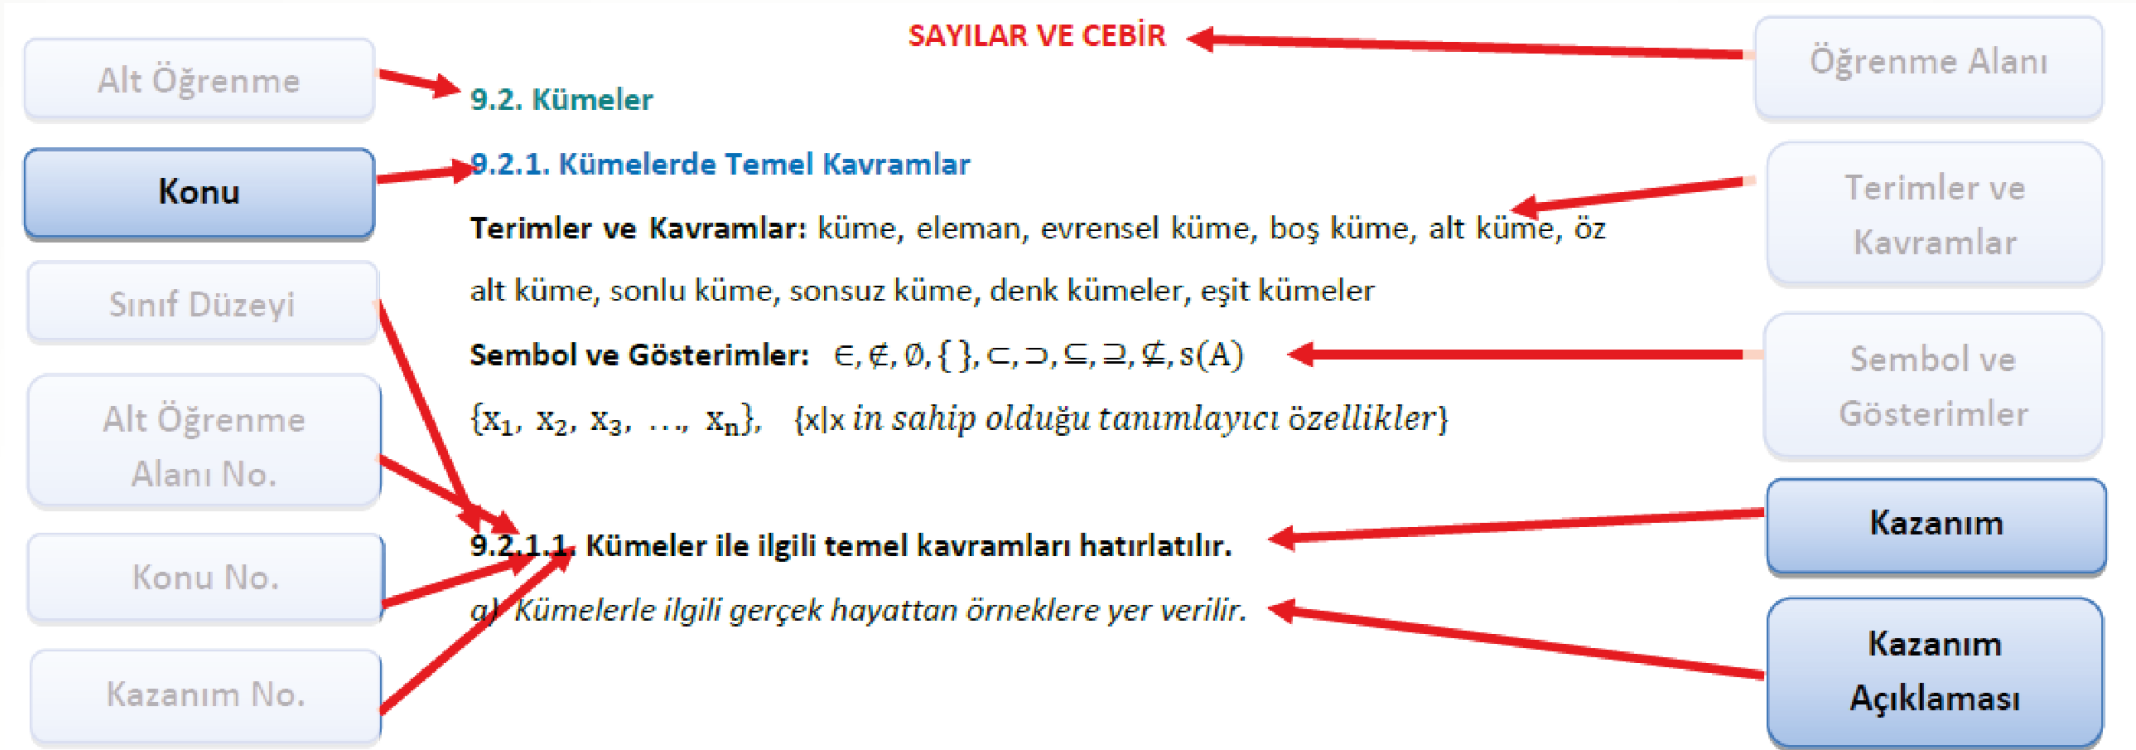 SAYILAR VE CEBİR
Öğrenme Alanı
Alt Öğrenme
9.2. Kümeler
Konu
9.2.1. Kümelerde Temel Kavramlar
Terimler ve
Kavramlar
Terimler ve Kavramlar: küme, eleman, evrensel küme, boş küme, alt küme, öz
alt küme, sonlu küme, sonsuz küme, denk kümeler, eşit kümeler
Sınıf Düzeyi
Sembol ve Gösterimler: ∈, ∉, ∅, { }, ⊂, ⊃, ⊆, ⊇, ⊈, s(A)
Sembol ve
Gösterimler
{x₁, x₂, x₃, …, xₙ}, {x|x in sahip olduğu tanımlayıcı özellikler}
Alt Öğrenme
Alanı No.
9.2.1.1. Kümeler ile ilgili temel kavramları hatırlatılır.
Kazanım
Konu No.
a) Kümelerle ilgili gerçek hayattan örneklere yer verilir.
Kazanım
Açıklaması
Kazanım No.